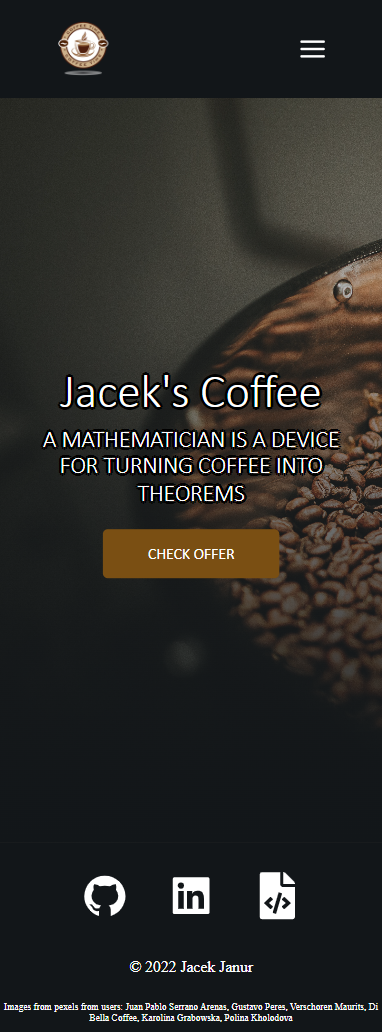 Jacek's Coffee
A MATHEMATICIAN IS A DEVICE
FOR TURNING COFFEE INTO
THEOREMS
CHECK OFFER
in
© 2022 Jacek Janur
Images from pexels from users: Juan Pablo Serrano Arenas, Gustavo Peres, Verschoren Maurits, Di
Bella Coffee, Karolina Grabowska, Polina Kholodova